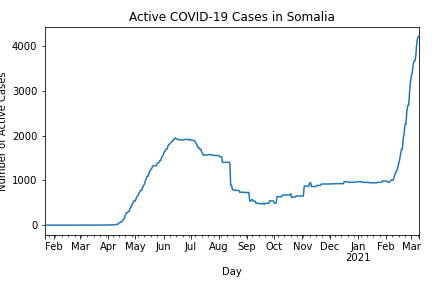 Active COVID-19 Cases in Somalia
Number of Active Cases
4000
3000
2000
1000
0
Feb Mar Apr May Jun Jul Aug Sep Oct Nov Dec Jan Feb Mar
2021
Day